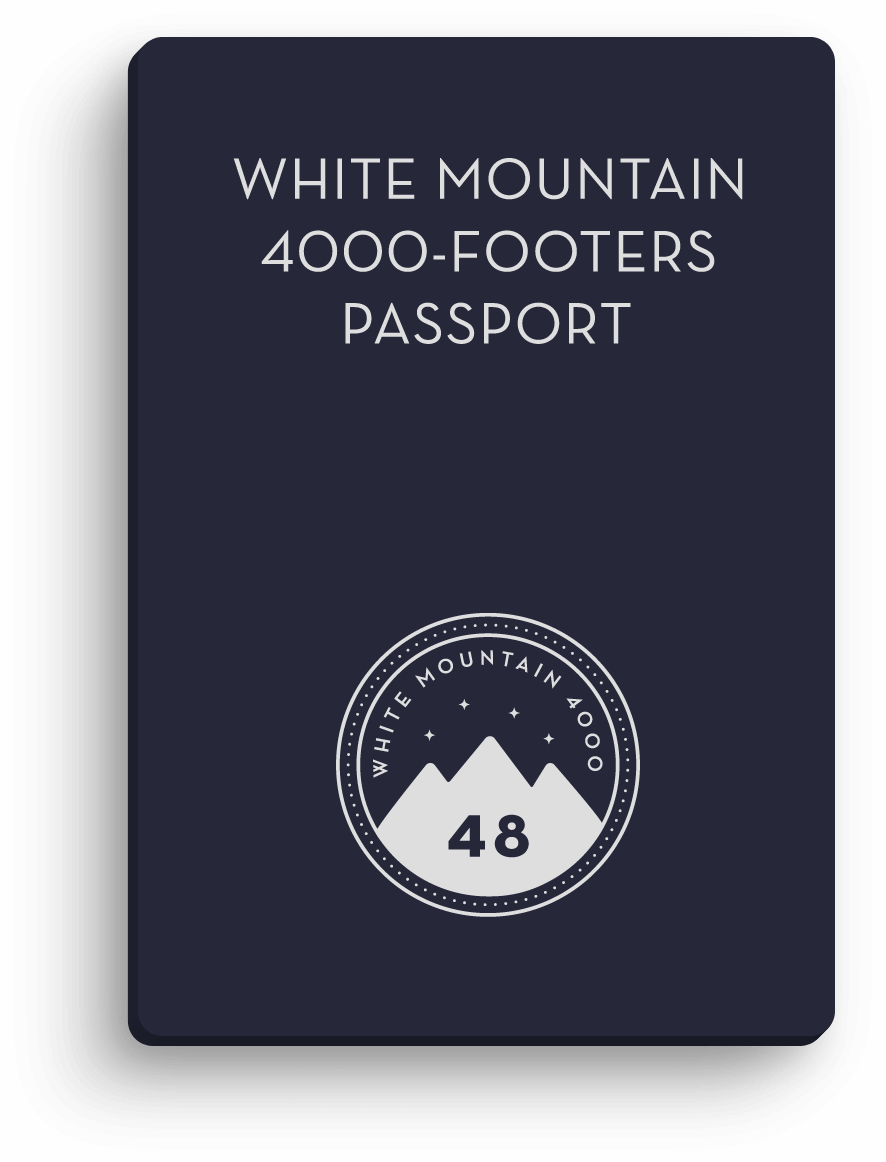 WHITE MOUNTAIN
4000-FOOTERS
PASSPORT
WHITE MOUNTAIN 4000
48